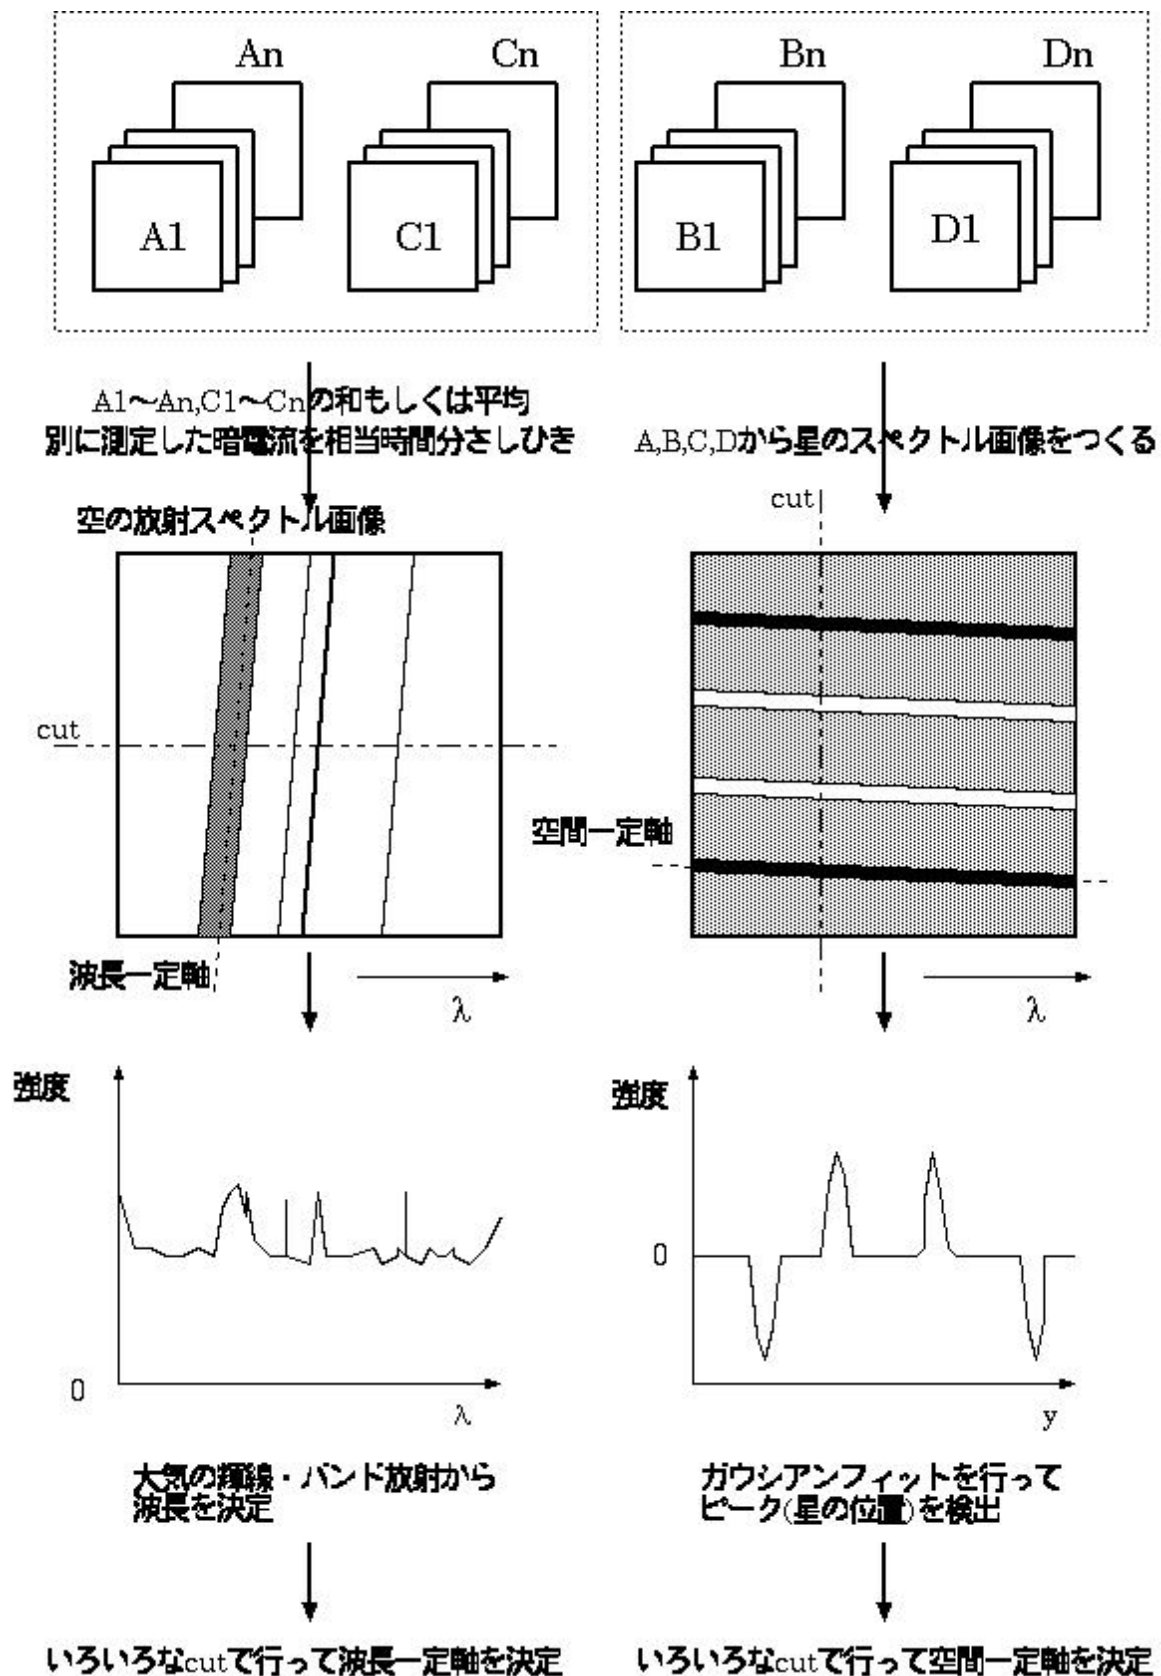 An
Cn
Bn
Dn
A1
C1
B1
D1
A1～An,C1～Cnの和もしくは平均
別に測定した暗電流を相当時間分さしひき
A,B,C,Dから星のスペクトル画像をつくる
空の放射スペクトル画像
cut
cut
空間一定軸
波長一定軸
λ
λ
強度
強度
0
0
λ
y
大気の輝線・バンド放射から
波長を決定
ガウシアンフィットを行って
ピーク(星の位置)を検出
いろいろなcutで行って波長一定軸を決定
いろいろなcutで行って空間一定軸を決定